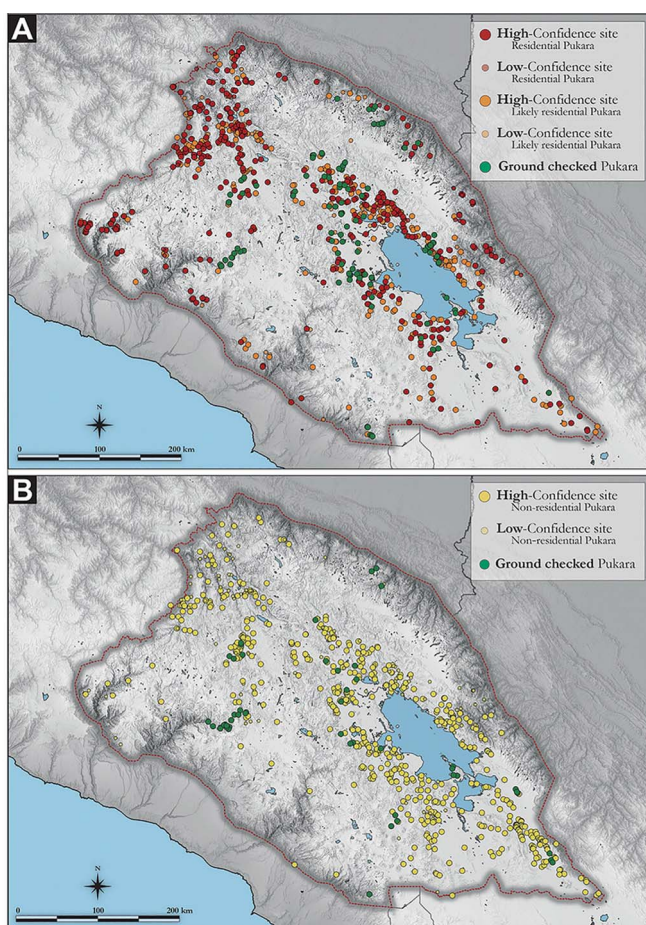 A
High-Confidence site
Residential Pukara
Low-Confidence site
Residential Pukara
High-Confidence site
Likely residential Pukara
Low-Confidence site
Likely residential Pukara
Ground checked Pukara
N
0 100 200 km
B
High-Confidence site
Non-residential Pukara
Low-Confidence site
Non-residential Pukara
Ground checked Pukara
N
0 100 200 km